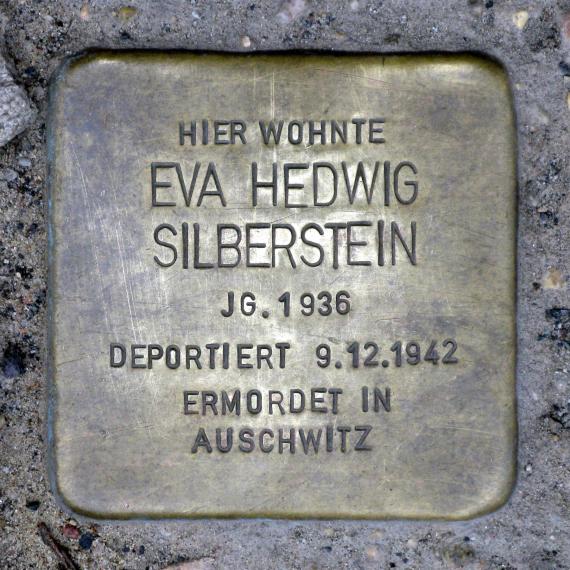 HIER WOHNTE
EVA HEDWIG
SILBERSTEIN
JG. 1936
DEPORTIERT 9.12.1942
ERMORDET IN
AUSCHWITZ